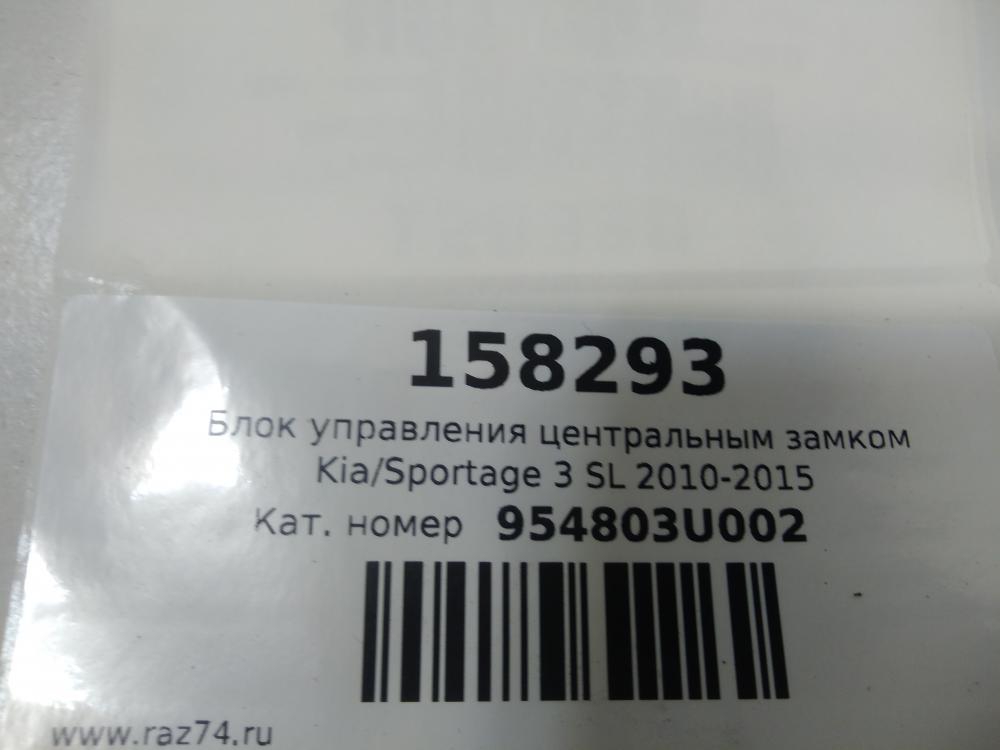 158293
Блок управления центральным замком
Kia/Sportage 3 SL 2010-2015
Кат. номер 954803U002
www.raz74.ru